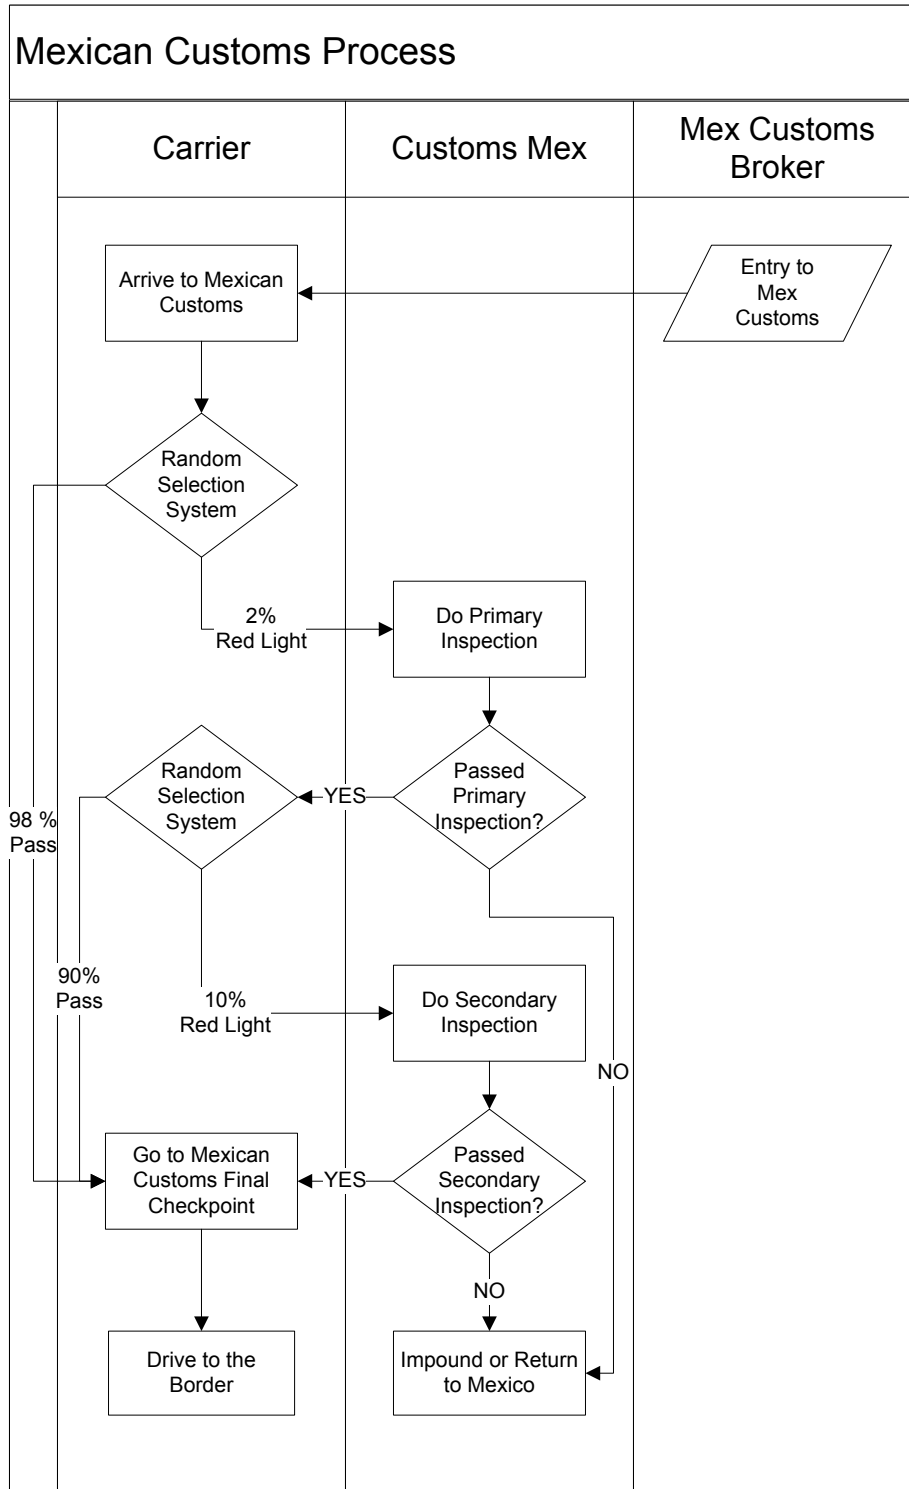 Mexican Customs Process
Carrier
Customs Mex
Mex Customs
Broker
Arrive to Mexican
Customs
Entry to
Mex
Customs
Random
Selection
System
2%
Red Light
Do Primary
Inspection
Random
Selection
System
YES
Passed
Primary
Inspection?
98 %
Pass
90%
Pass
10%
Red Light
Do Secondary
Inspection
NO
Go to Mexican
Customs Final
Checkpoint
YES
Passed
Secondary
Inspection?
NO
Drive to the
Border
Impound or Return
to Mexico